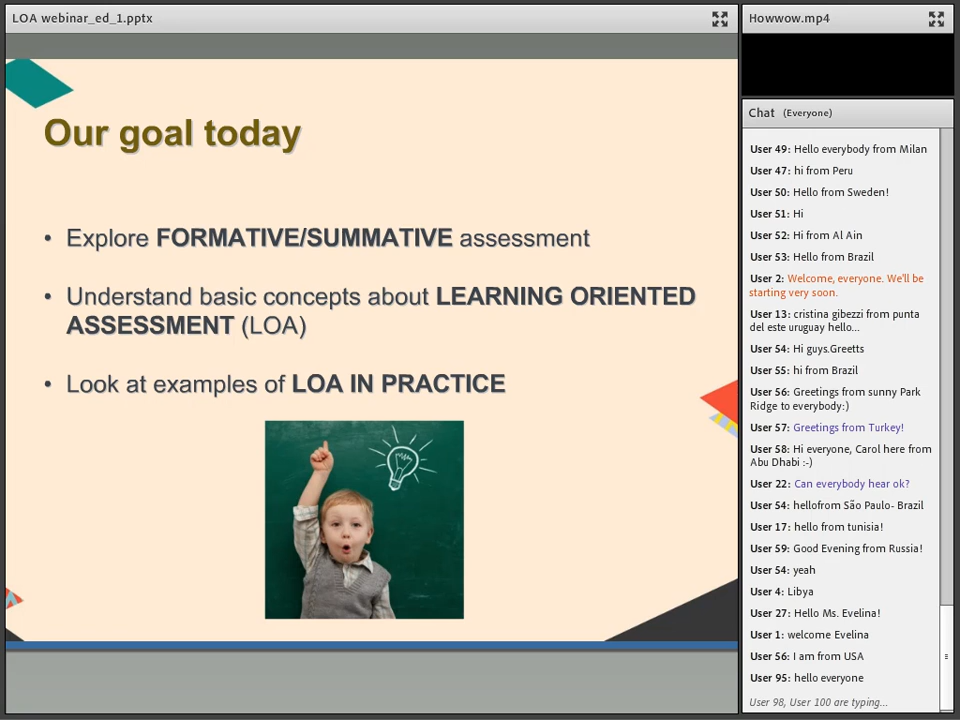 LOA webinar_ed_1.pptx
Our goal today
• Explore FORMATIVE/SUMMATIVE assessment
• Understand basic concepts about LEARNING ORIENTED
ASSESSMENT (LOA)
• Look at examples of LOA IN PRACTICE
Howwow.mp4
Chat (Everyone)
User 49: Hello everybody from Milan
User 47: hi from Peru
User 50: Hello from Sweden!
User 51: Hi
User 52: Hi from Al Ain
User 53: Hello from Brazil
User 2: Welcome, everyone. We'll be
starting very soon.
User 13: cristina gibezzi from punta
del este uruguay hello...
User 54: Hi guys.Greetts
User 55: hi from Brazil
User 56: Greetings from sunny Park
Ridge to everybody:)
User 57: Greetings from Turkey!
User 58: Hi everyone, Carol here from
Abu Dhabi :-)
User 22: Can everybody hear ok?
User 54: hellofrom São Paulo- Brazil
User 17: hello from tunisia!
User 59: Good Evening from Russia!
User 54: yeah
User 4: Libya
User 27: Hello Ms. Evelina!
User 1: welcome Evelina
User 56: I am from USA
User 95: hello everyone
User 98, User 100 are typing...